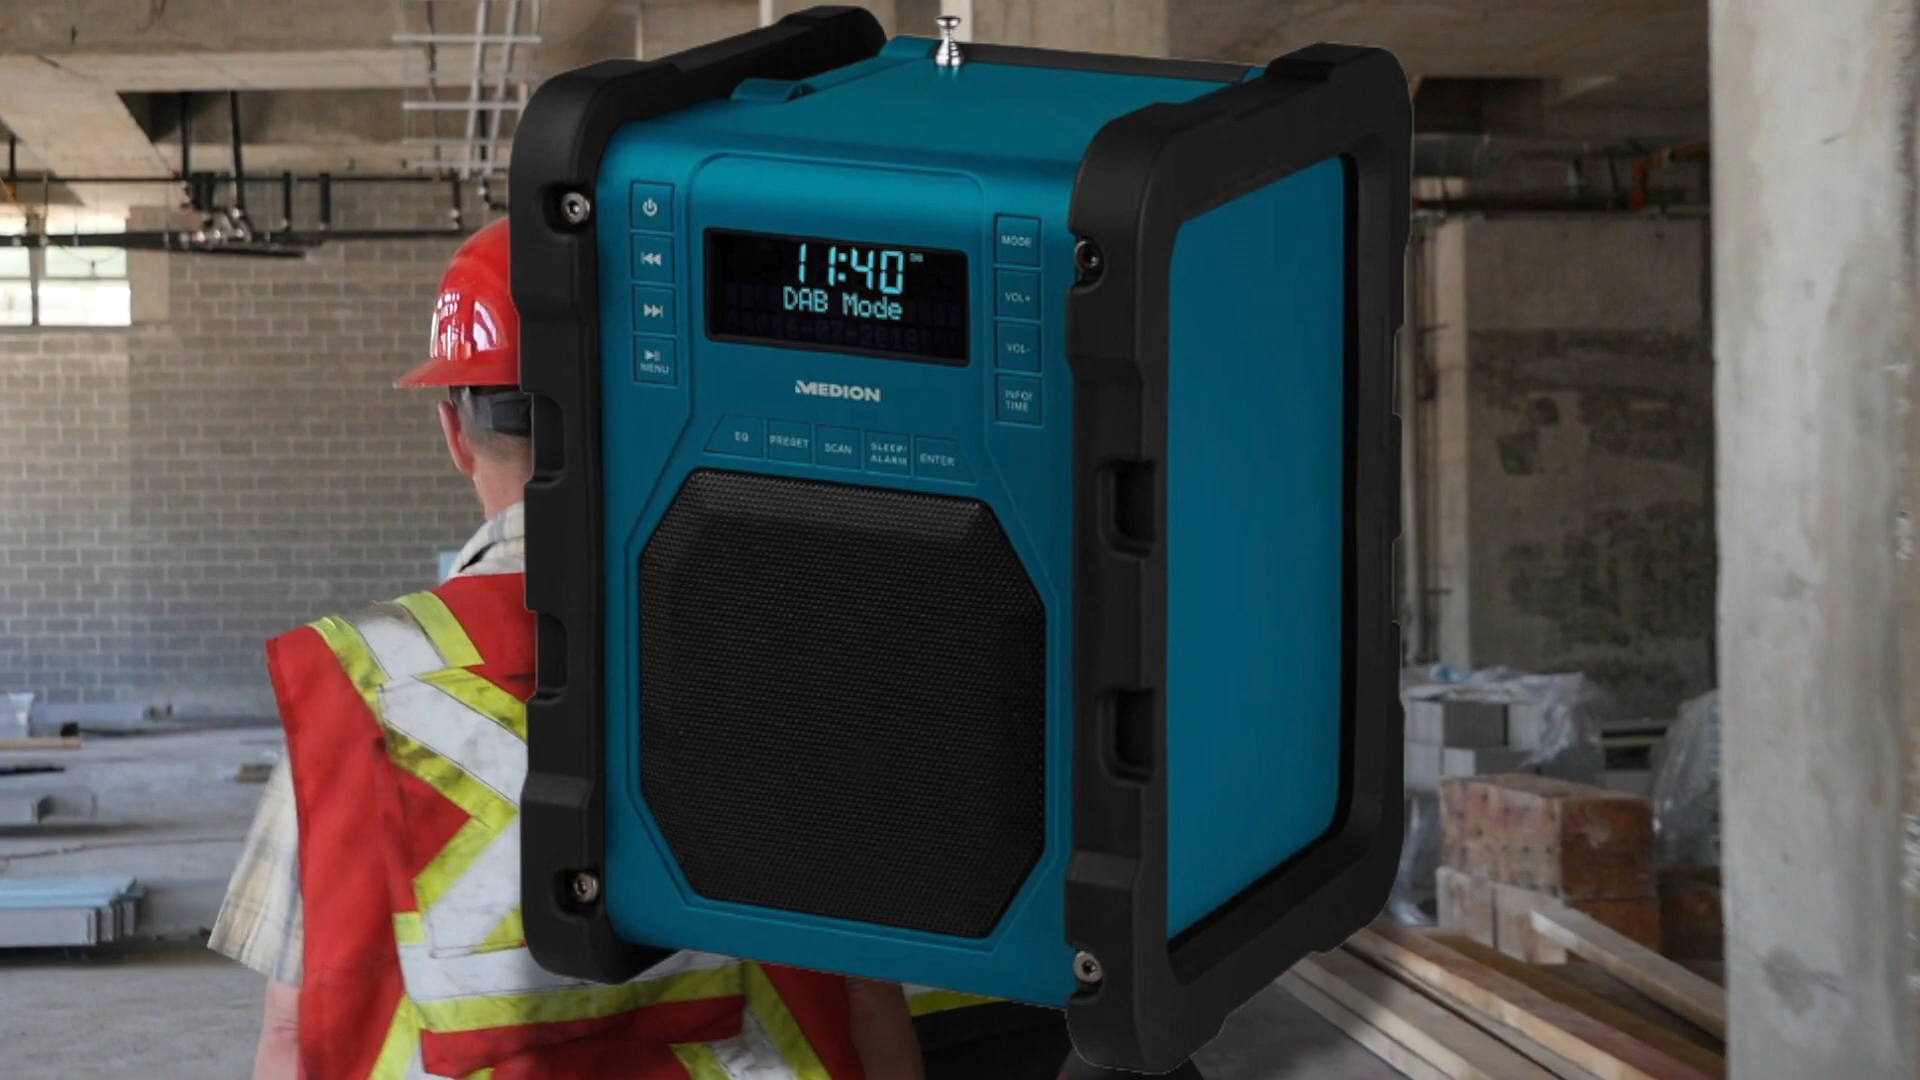 11:40
DAB Mode
MODE
VOL+
VOL-
INFO/
TIME
MENU
MEDION
EQ
PRESET
SCAN
SLEEP/
ALARM
ENTER